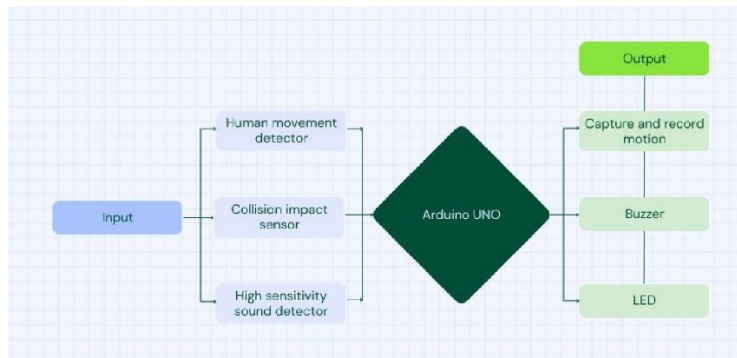 Input
Human movement
detector
Collision impact
sensor
High sensitivity
sound detector
Arduino UNO
Output
Capture and record
motion
Buzzer
LED